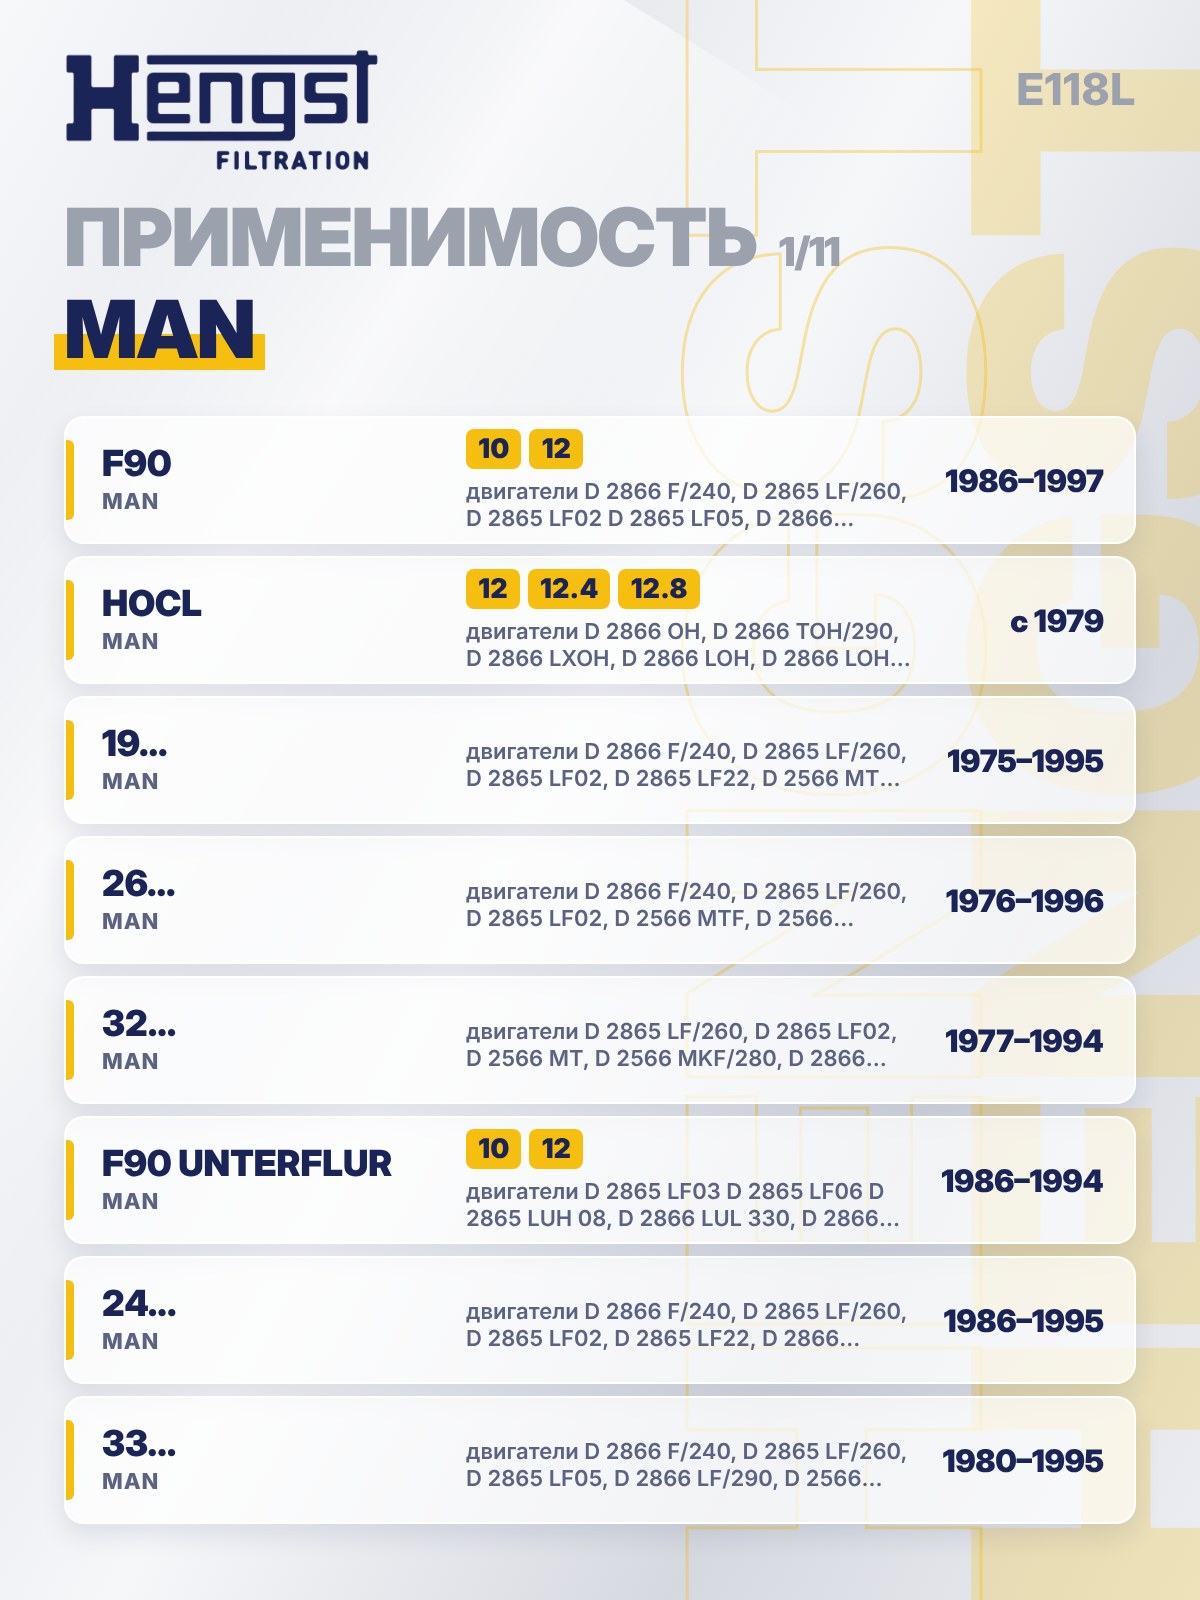 Hengst
FILTRATION
E118L
ПРИМЕНИМОСТЬ 1/11
MAN
F90
MAN
10 12
двигатели D 2866 F/240, D 2865 LF/260,
D 2865 LF02 D 2865 LF05, D 2866...
1986–1997
HOCL
MAN
12 12.4 12.8
двигатели D 2866 OH, D 2866 TOH/290,
D 2866 LXOH, D 2866 LOH, D 2866 LOH...
с 1979
19...
MAN
двигатели D 2866 F/240, D 2865 LF/260,
D 2865 LF02, D 2865 LF22, D 2566 MT...
1975–1995
26...
MAN
двигатели D 2866 F/240, D 2865 LF/260,
D 2865 LF02, D 2566 MTF, D 2566...
1976–1996
32...
MAN
двигатели D 2865 LF/260, D 2865 LF02,
D 2566 MT, D 2566 MKF/280, D 2866...
1977–1994
F90 UNTERFLUR
MAN
10 12
двигатели D 2865 LF03 D 2865 LF06 D
2865 LUH 08, D 2866 LUL 330, D 2866...
1986–1994
24...
MAN
двигатели D 2866 F/240, D 2865 LF/260,
D 2865 LF02, D 2865 LF22, D 2866...
1986–1995
33...
MAN
двигатели D 2866 F/240, D 2865 LF/260,
D 2865 LF05, D 2866 LF/290, D 2566...
1980–1995
HENGST
HENGST